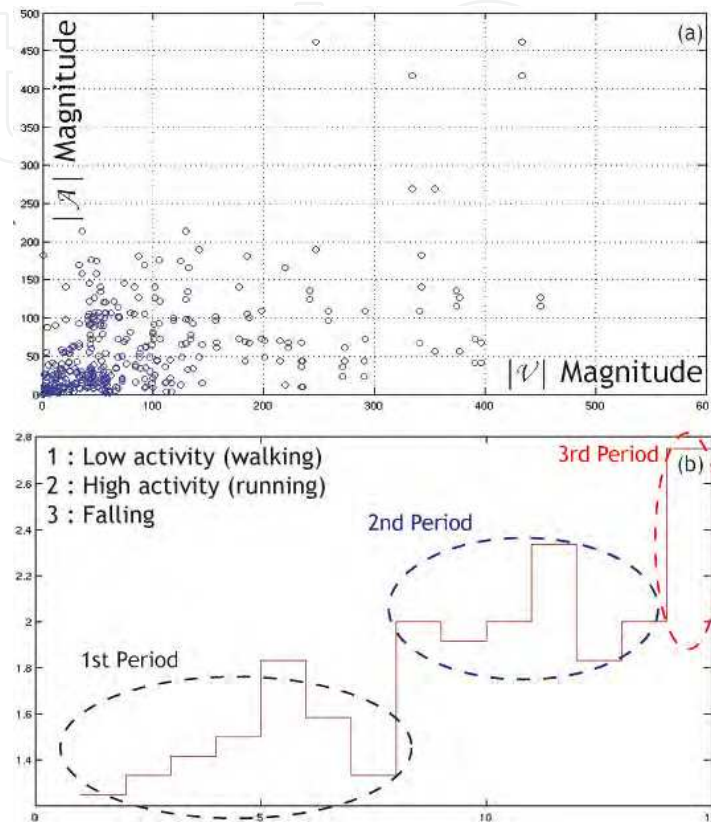 500
(a)
450
400
350
300
250
200
150
100
50
0
|𝒜| Magnitude
|𝒱| Magnitude
0 100 200 300 400 500 60
2.8
3rd Period
(b)
1 : Low activity (walking)
2 : High activity (running)
3 : Falling
2.6
2.4
2nd Period
2.2
2
1.8
1st Period
1.6
1.4
0 5 10 1